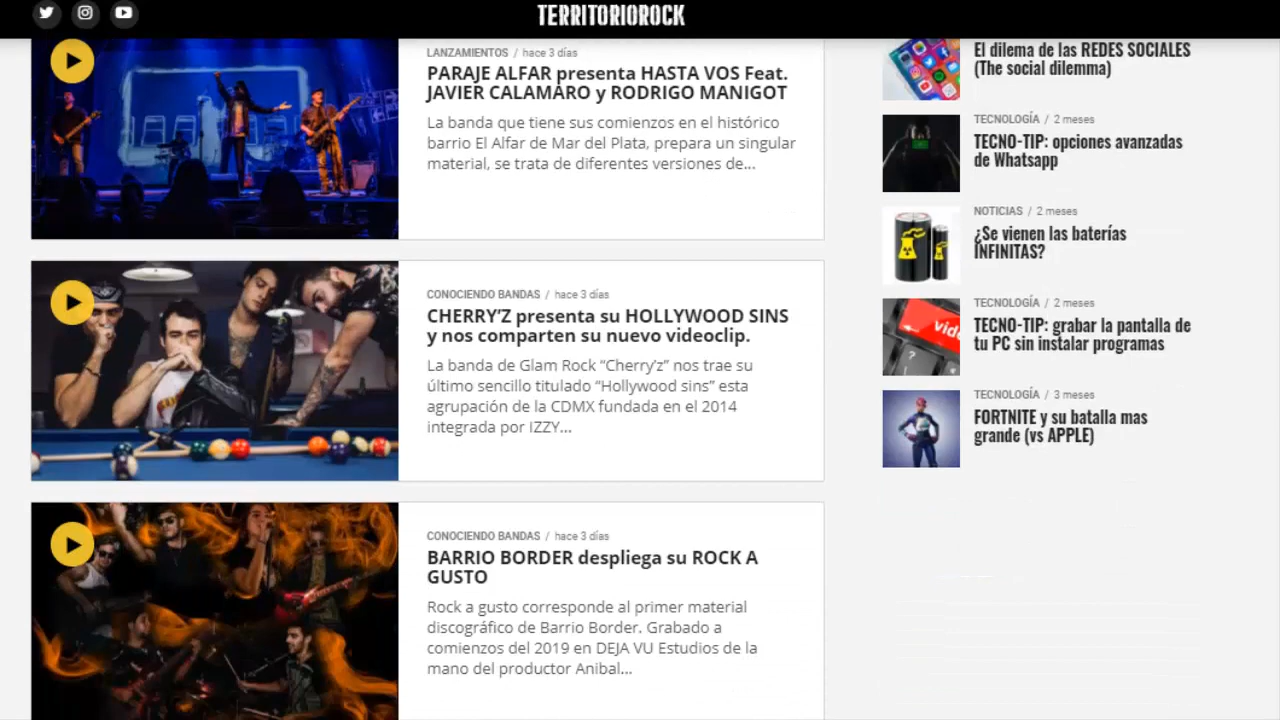 TERRITORIOROCK
LANZAMIENTOS / hace 3 días
PARAJE ALFAR presenta HASTA VOS Feat.
JAVIER CALAMARO y RODRIGO MANIGOT
La banda que tiene sus comienzos en el histórico
barrio El Alfar de Mar del Plata, prepara un singular
material, se trata de diferentes versiones de...
CONOCIENDO BANDAS / hace 3 días
CHERRY'Z presenta su HOLLYWOOD SINS
y nos comparten su nuevo videoclip.
La banda de Glam Rock “Cherry’z” nos trae su
último sencillo titulado “Hollywood sins” esta
agrupación de la CDMX fundada en el 2014
integrada por IZZY...
CONOCIENDO BANDAS / hace 3 días
BARRIO BORDER despliega su ROCK A
GUSTO
Rock a gusto corresponde al primer material
discográfico de Barrio Border. Grabado a
comienzos del 2019 en DEJA VU Estudios de la
mano del productor Anibal...
El dilema de las REDES SOCIALES
(The social dilemma)
TECNOLOGÍA / 2 meses
TECNO-TIP: opciones avanzadas
de Whatsapp
NOTICIAS / 2 meses
¿Se vienen las baterías
INFINITAS?
TECNOLOGÍA / 2 meses
TECNO-TIP: grabar la pantalla de
tu PC sin instalar programas
vide
?
TECNOLOGÍA / 3 meses
FORTNITE y su batalla mas
grande (vs APPLE)